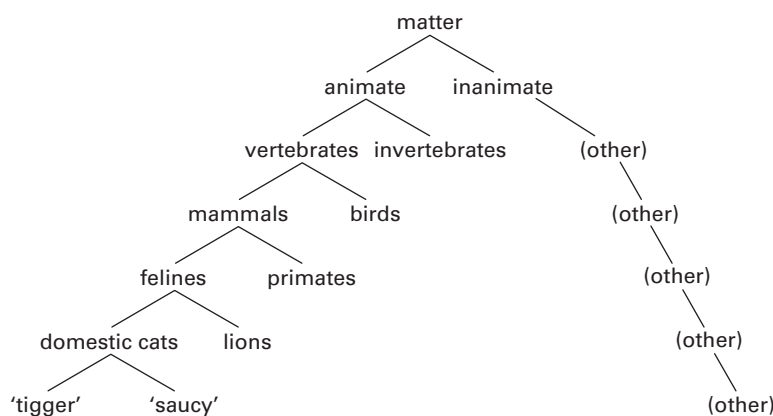 matter
animate inanimate
vertebrates invertebrates (other)
mammals birds (other)
felines primates (other)
domestic cats lions (other)
‘tigger’ ‘saucy’ (other)